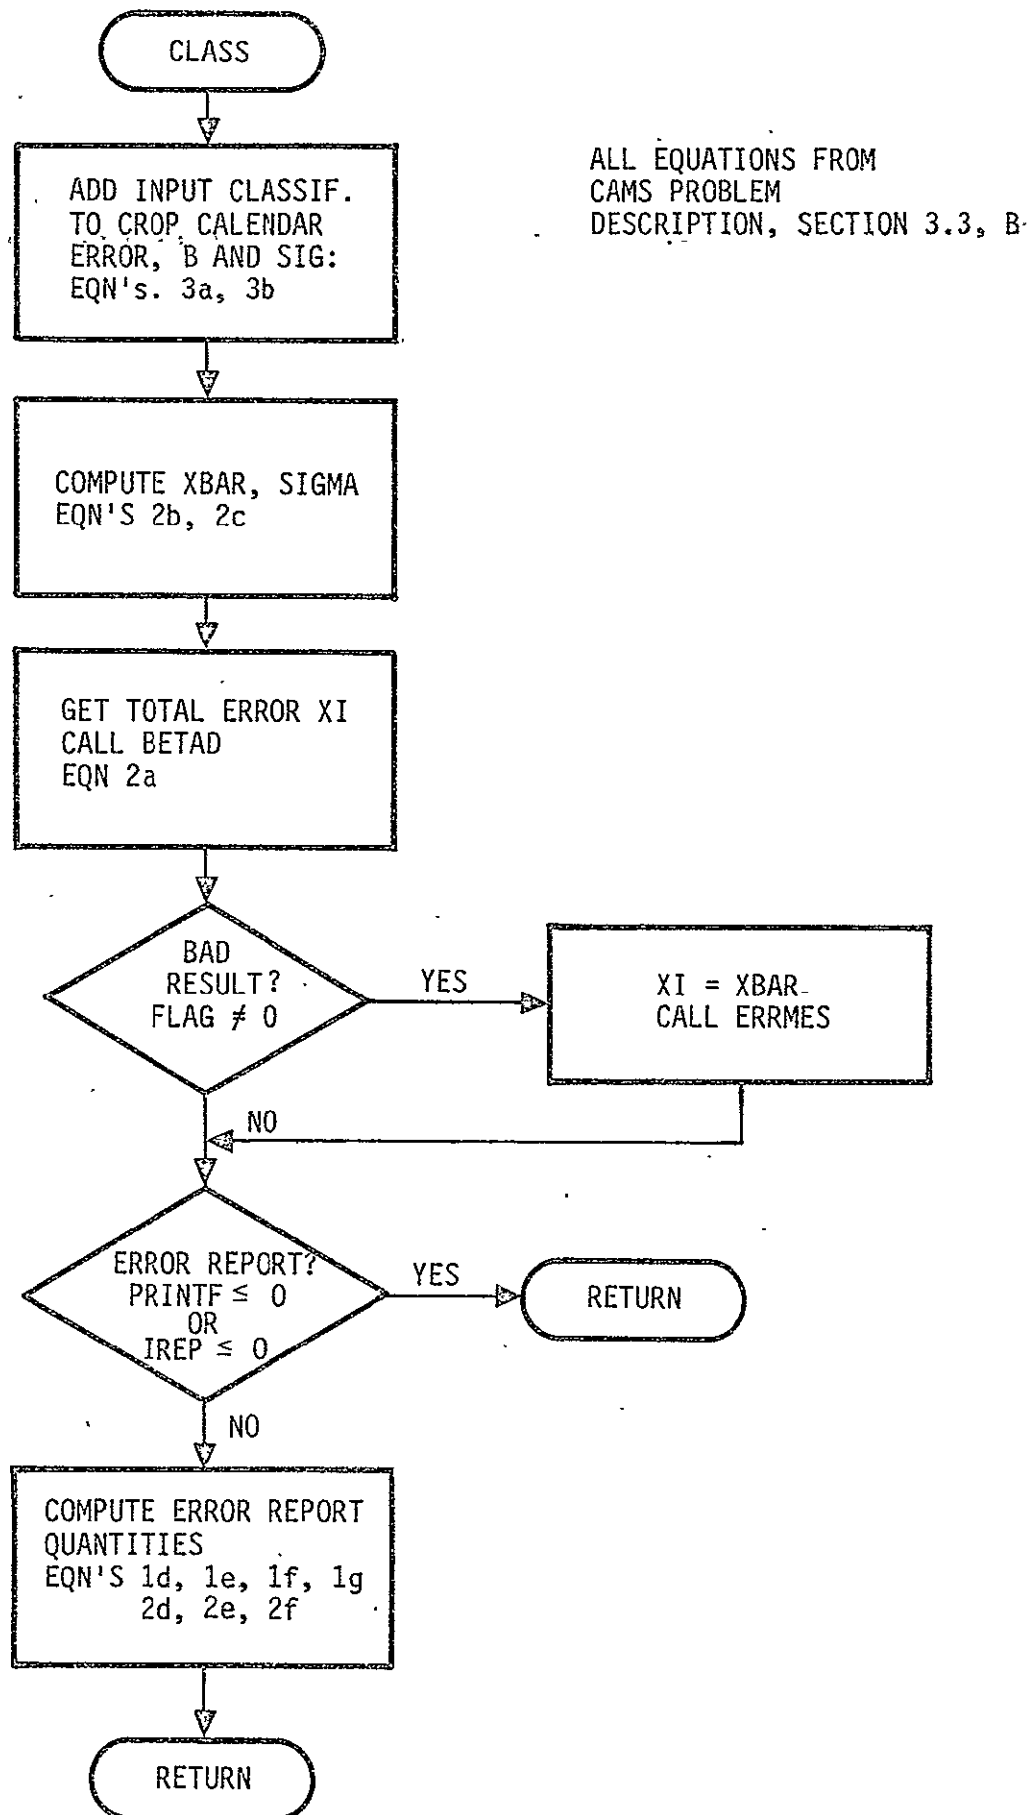 CLASS
ADD INPUT CLASSIF.
TO CROP CALENDAR
ERROR, B AND SIG:
EQN's. 3a, 3b
ALL EQUATIONS FROM
CAMS PROBLEM
DESCRIPTION, SECTION 3.3, B
COMPUTE XBAR, SIGMA
EQN'S 2b, 2c
GET TOTAL ERROR XI
CALL BETAD
EQN 2a
BAD
RESULT?
FLAG ≠ 0
YES
XI = XBAR
CALL ERRMES
NO
ERROR REPORT?
PRINTF ≤ 0
OR
IREP ≤ 0
YES
RETURN
NO
COMPUTE ERROR REPORT
QUANTITIES
EQN'S 1d, 1e, 1f, 1g
2d, 2e, 2f
RETURN